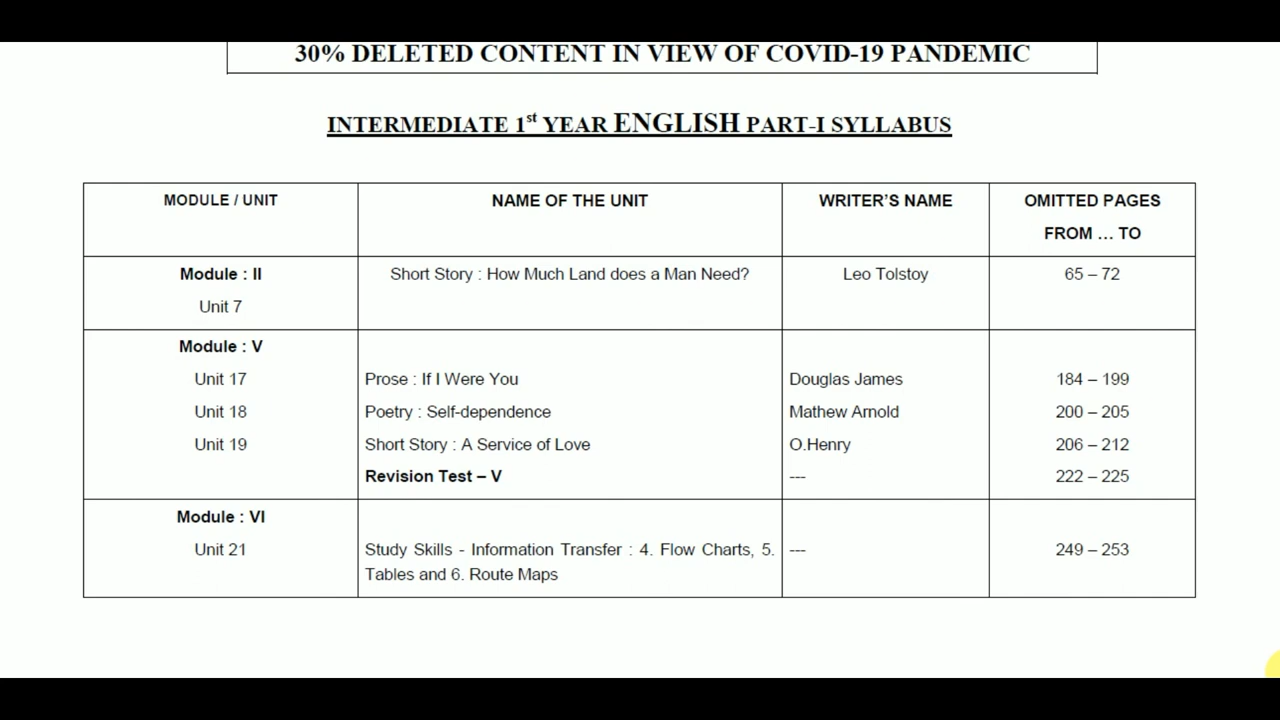 30% DELETED CONTENT IN VIEW OF COVID-19 PANDEMIC
INTERMEDIATE 1st YEAR ENGLISH PART-I SYLLABUS
MODULE / UNIT NAME OF THE UNIT WRITER'S NAME OMITTED PAGES
FROM … TO
Module : II Short Story : How Much Land does a Man Need? Leo Tolstoy 65 – 72
Unit 7
Module : V
Unit 17 Prose : If I Were You Douglas James 184 – 199
Unit 18 Poetry : Self-dependence Mathew Arnold 200 – 205
Unit 19 Short Story : A Service of Love O.Henry 206 – 212
Revision Test – V --- 222 – 225
Module : VI
Unit 21 Study Skills - Information Transfer : 4. Flow Charts, 5. --- 249 – 253
Tables and 6. Route Maps